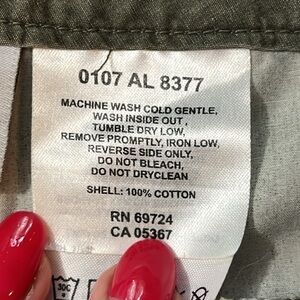 0107 AL 8377
MACHINE WASH COLD GENTLE,
WASH INSIDE OUT,
TUMBLE DRY LOW,
REMOVE PROMPTLY, IRON LOW,
REVERSE SIDE ONLY,
DO NOT BLEACH,
DO NOT DRYCLEAN
SHELL: 100% COTTON
RN 69724
CA 05367
30C